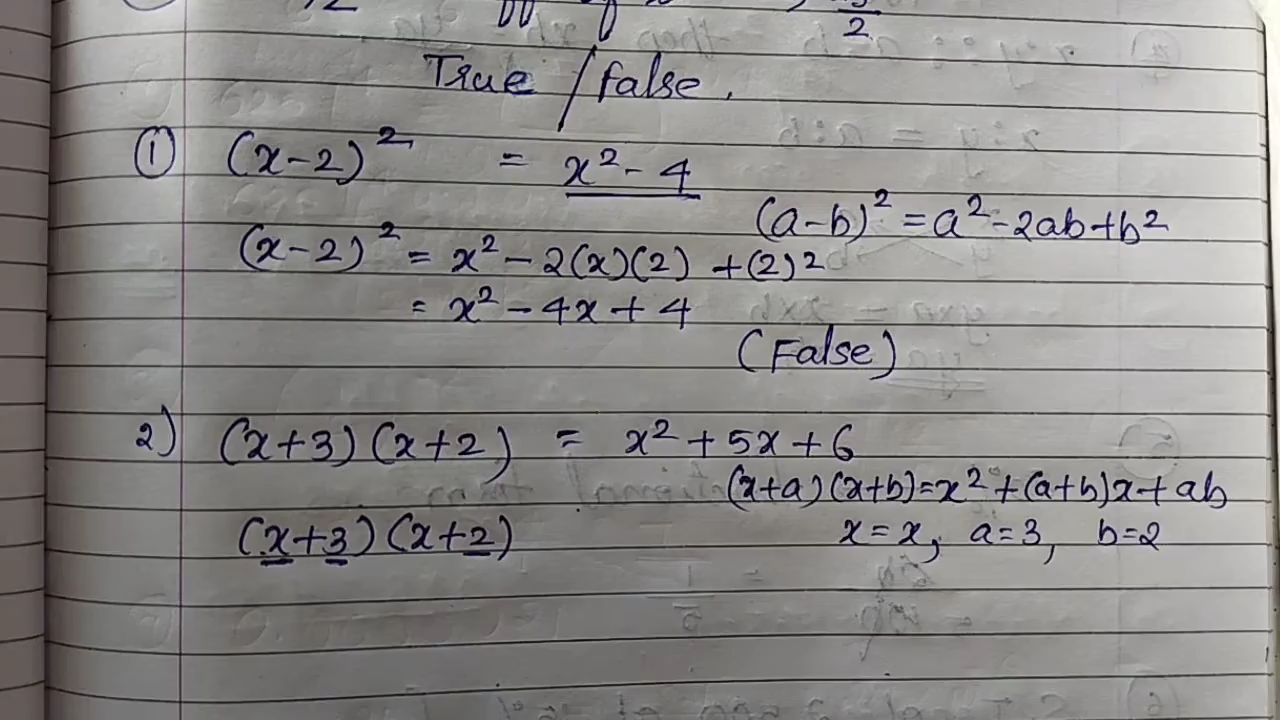 2
True / false.
① (x-2)² = x² - 4
(a-b)² = a² - 2ab + b²
(x-2)² = x² - 2(x)(2) + (2)²
= x² - 4x + 4
(False)
2) (x+3) (x+2) = x² + 5x + 6
(x+a) (x+b) = x² + (a+b)x + ab
(x+3) (x+2) x = x, a = 3, b = 2